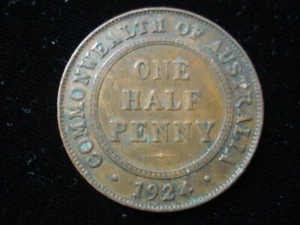 COMMONWEALTH OF AUSTRALIA
ONE
HALF
PENNY
· 1924 ·